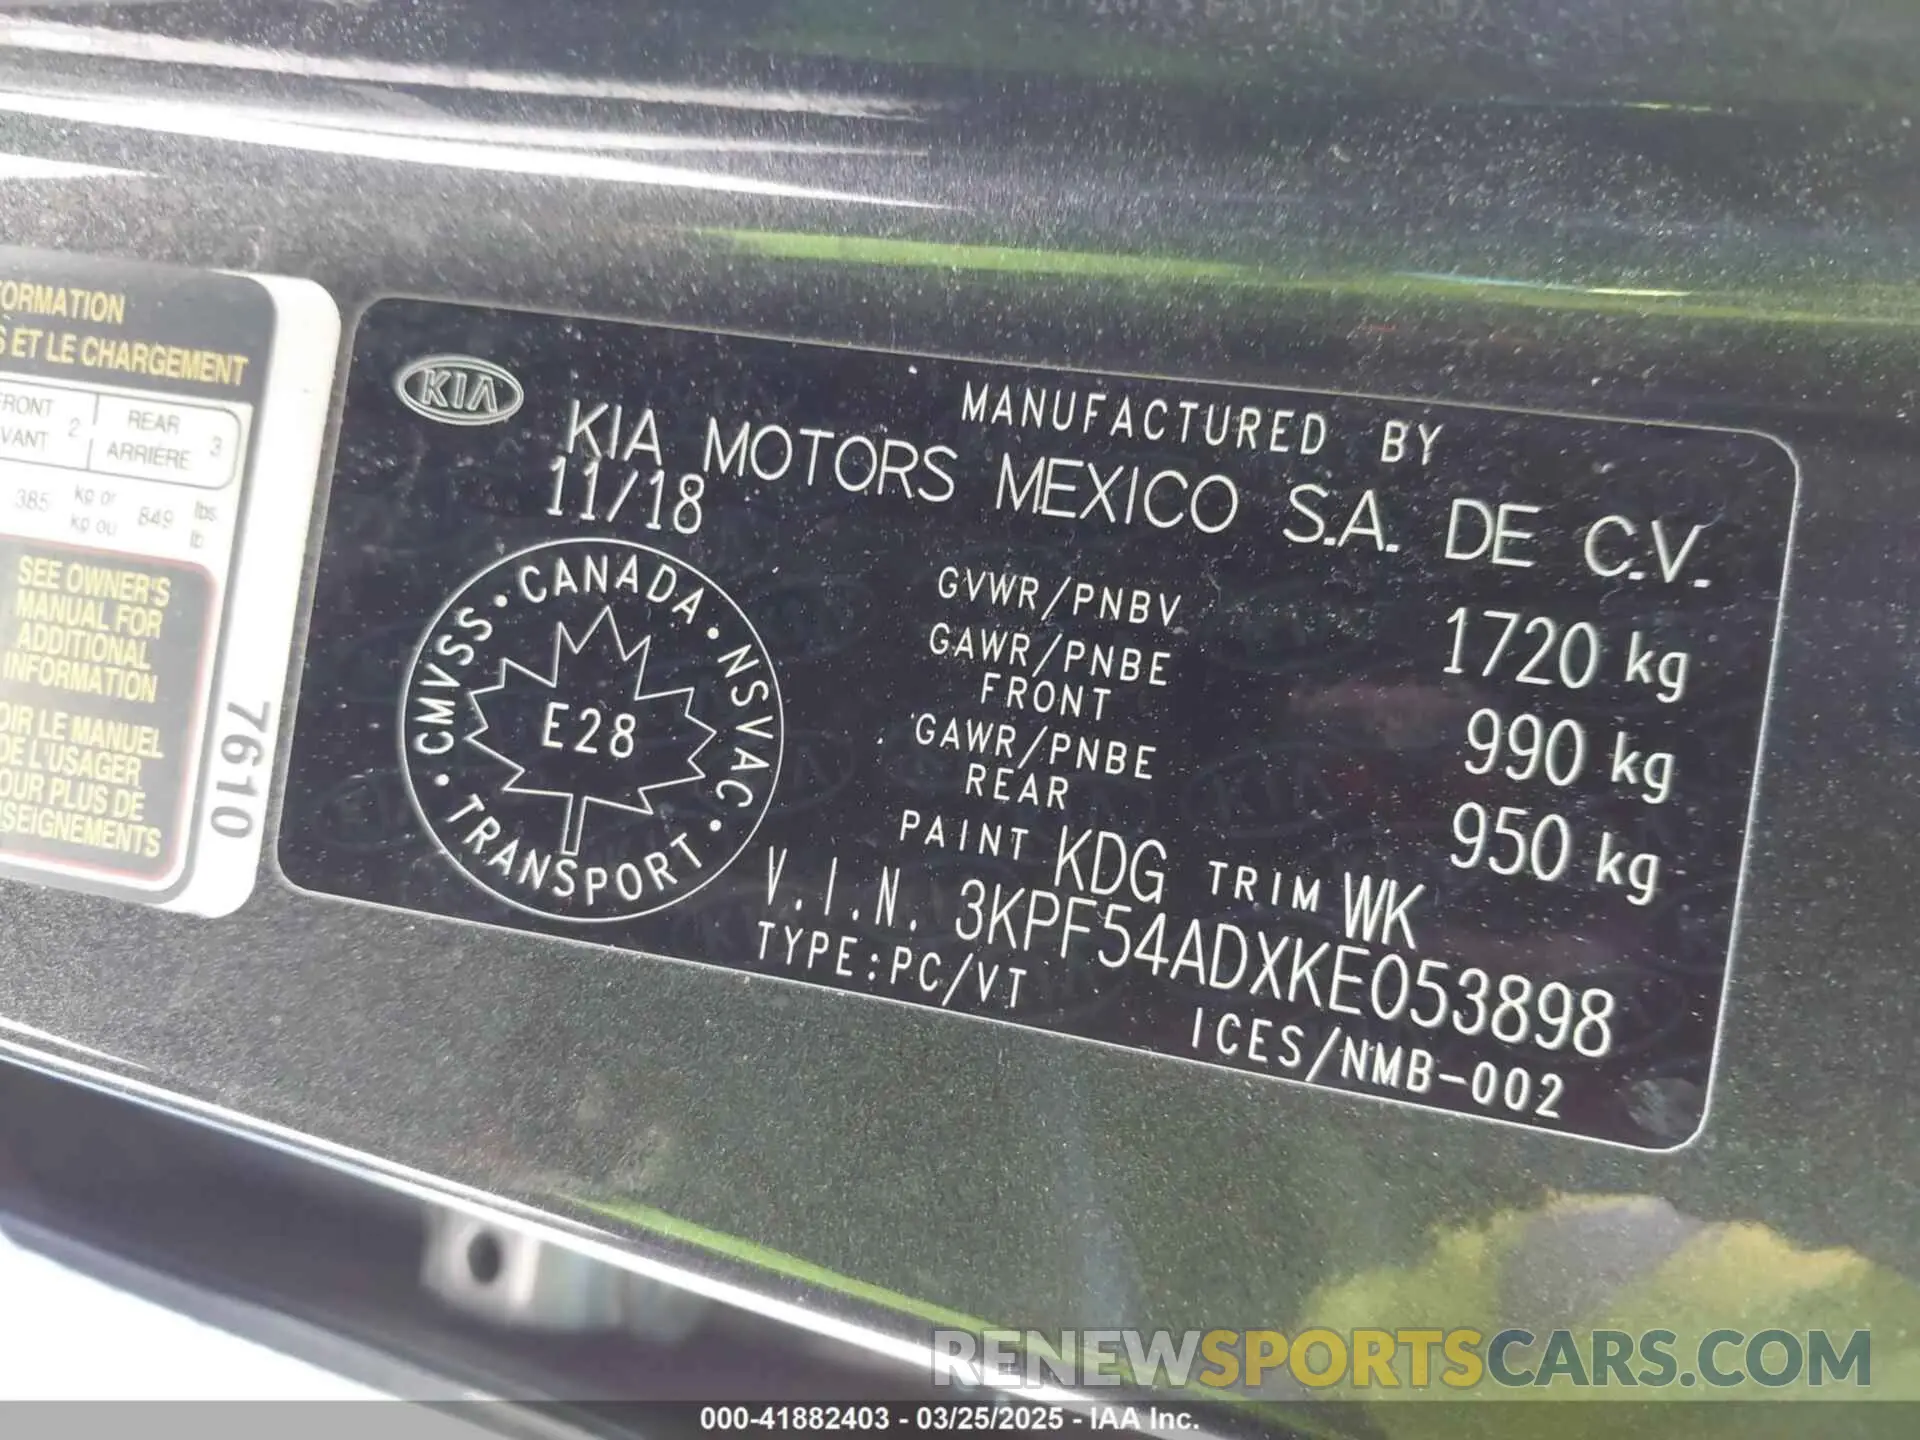 ORMATION
S ET LE CHARGEMENT
FRONT 2 REAR 3
VANT ARRIÈRE
385 kg or 849 lbs
kg ou lb
SEE OWNER'S
MANUAL FOR
ADDITIONAL
INFORMATION
OIR LE MANUEL
DE L'USAGER
OUR PLUS DE
SEIGNEMENTS
7610
KIA
MANUFACTURED BY
KIA MOTORS MEXICO S.A. DE C.V.
11/18
CMVSS • CANADA • NSVAC • TRANSPORT •
E28
GVWR/PNBV 1720 kg
GAWR/PNBE
FRONT 990 kg
GAWR/PNBE
REAR 950 kg
PAINT KDG TRIM WK
V.I.N. 3KPF54ADXKE053898
TYPE:PC/VT
ICES/NMB-002
RENEWSPORTSCARS.COM
000-41882403 - 03/25/2025 - IAA Inc.